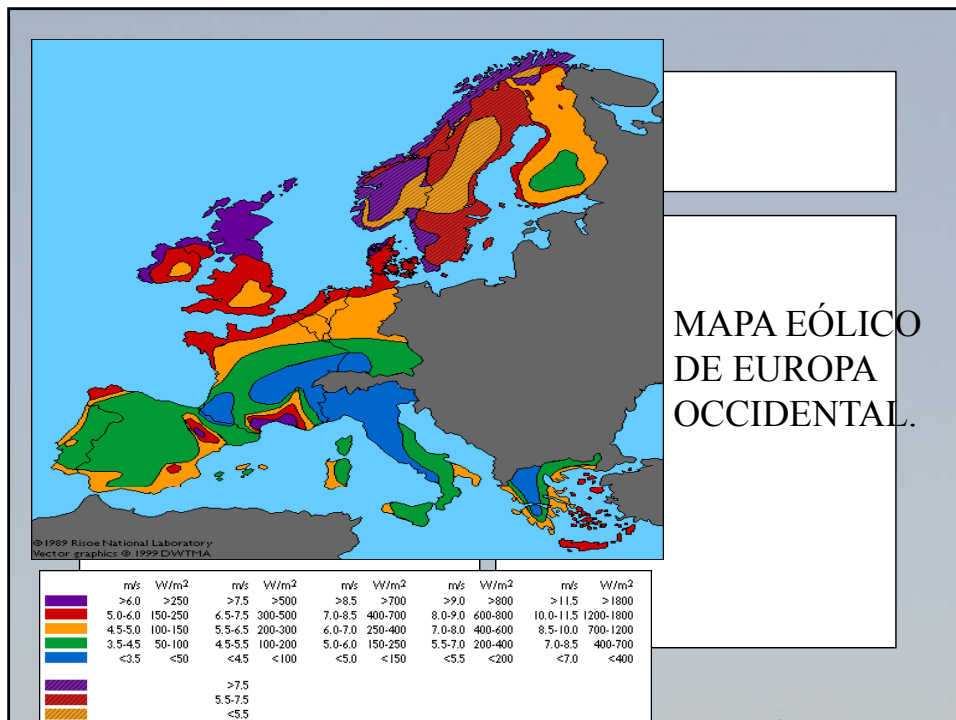 MAPA EÓLICO
DE EUROPA
OCCIDENTAL.
©1989 Risoe National Laboratory
Vector graphics © 1999 DWTMA
m/s W/m² m/s W/m² m/s W/m² m/s W/m² m/s W/m²
>6.0 >250 >7.5 >500 >8.5 >700 >9.0 >800 >11.5 >1800
5.0-6.0 150-250 6.5-7.5 300-500 7.0-8.5 400-700 8.0-9.0 600-800 10.0-11.5 1200-1800
4.5-5.0 100-150 5.5-6.5 200-300 6.0-7.0 250-400 7.0-8.0 400-600 8.5-10.0 700-1200
3.5-4.5 50-100 4.5-5.5 100-200 5.0-6.0 150-250 5.5-7.0 200-400 7.0-8.5 400-700
<3.5 <50 <4.5 <100 <5.0 <150 <5.5 <200 <7.0 <400
>7.5
5.5-7.5
<5.5